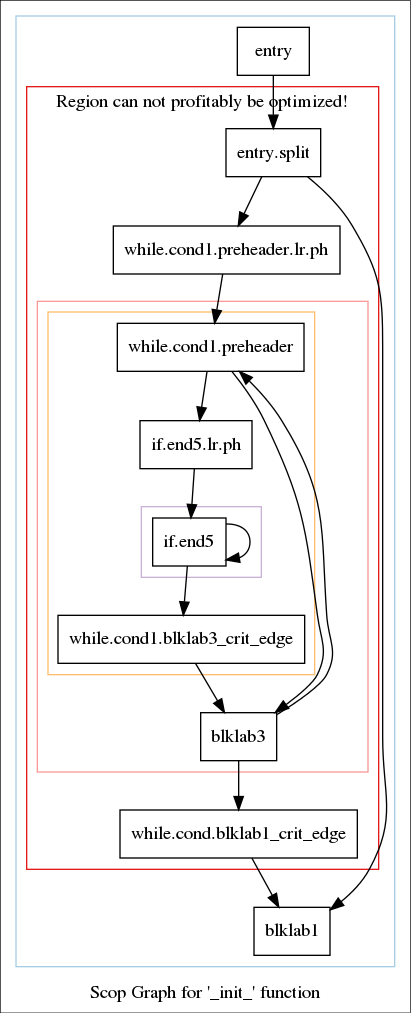 entry
Region can not profitably be optimized!
entry.split
while.cond1.preheader.lr.ph
while.cond1.preheader
if.end5.lr.ph
if.end5
while.cond1.blklab3_crit_edge
blklab3
while.cond.blklab1_crit_edge
blklab1
Scop Graph for '_init_' function